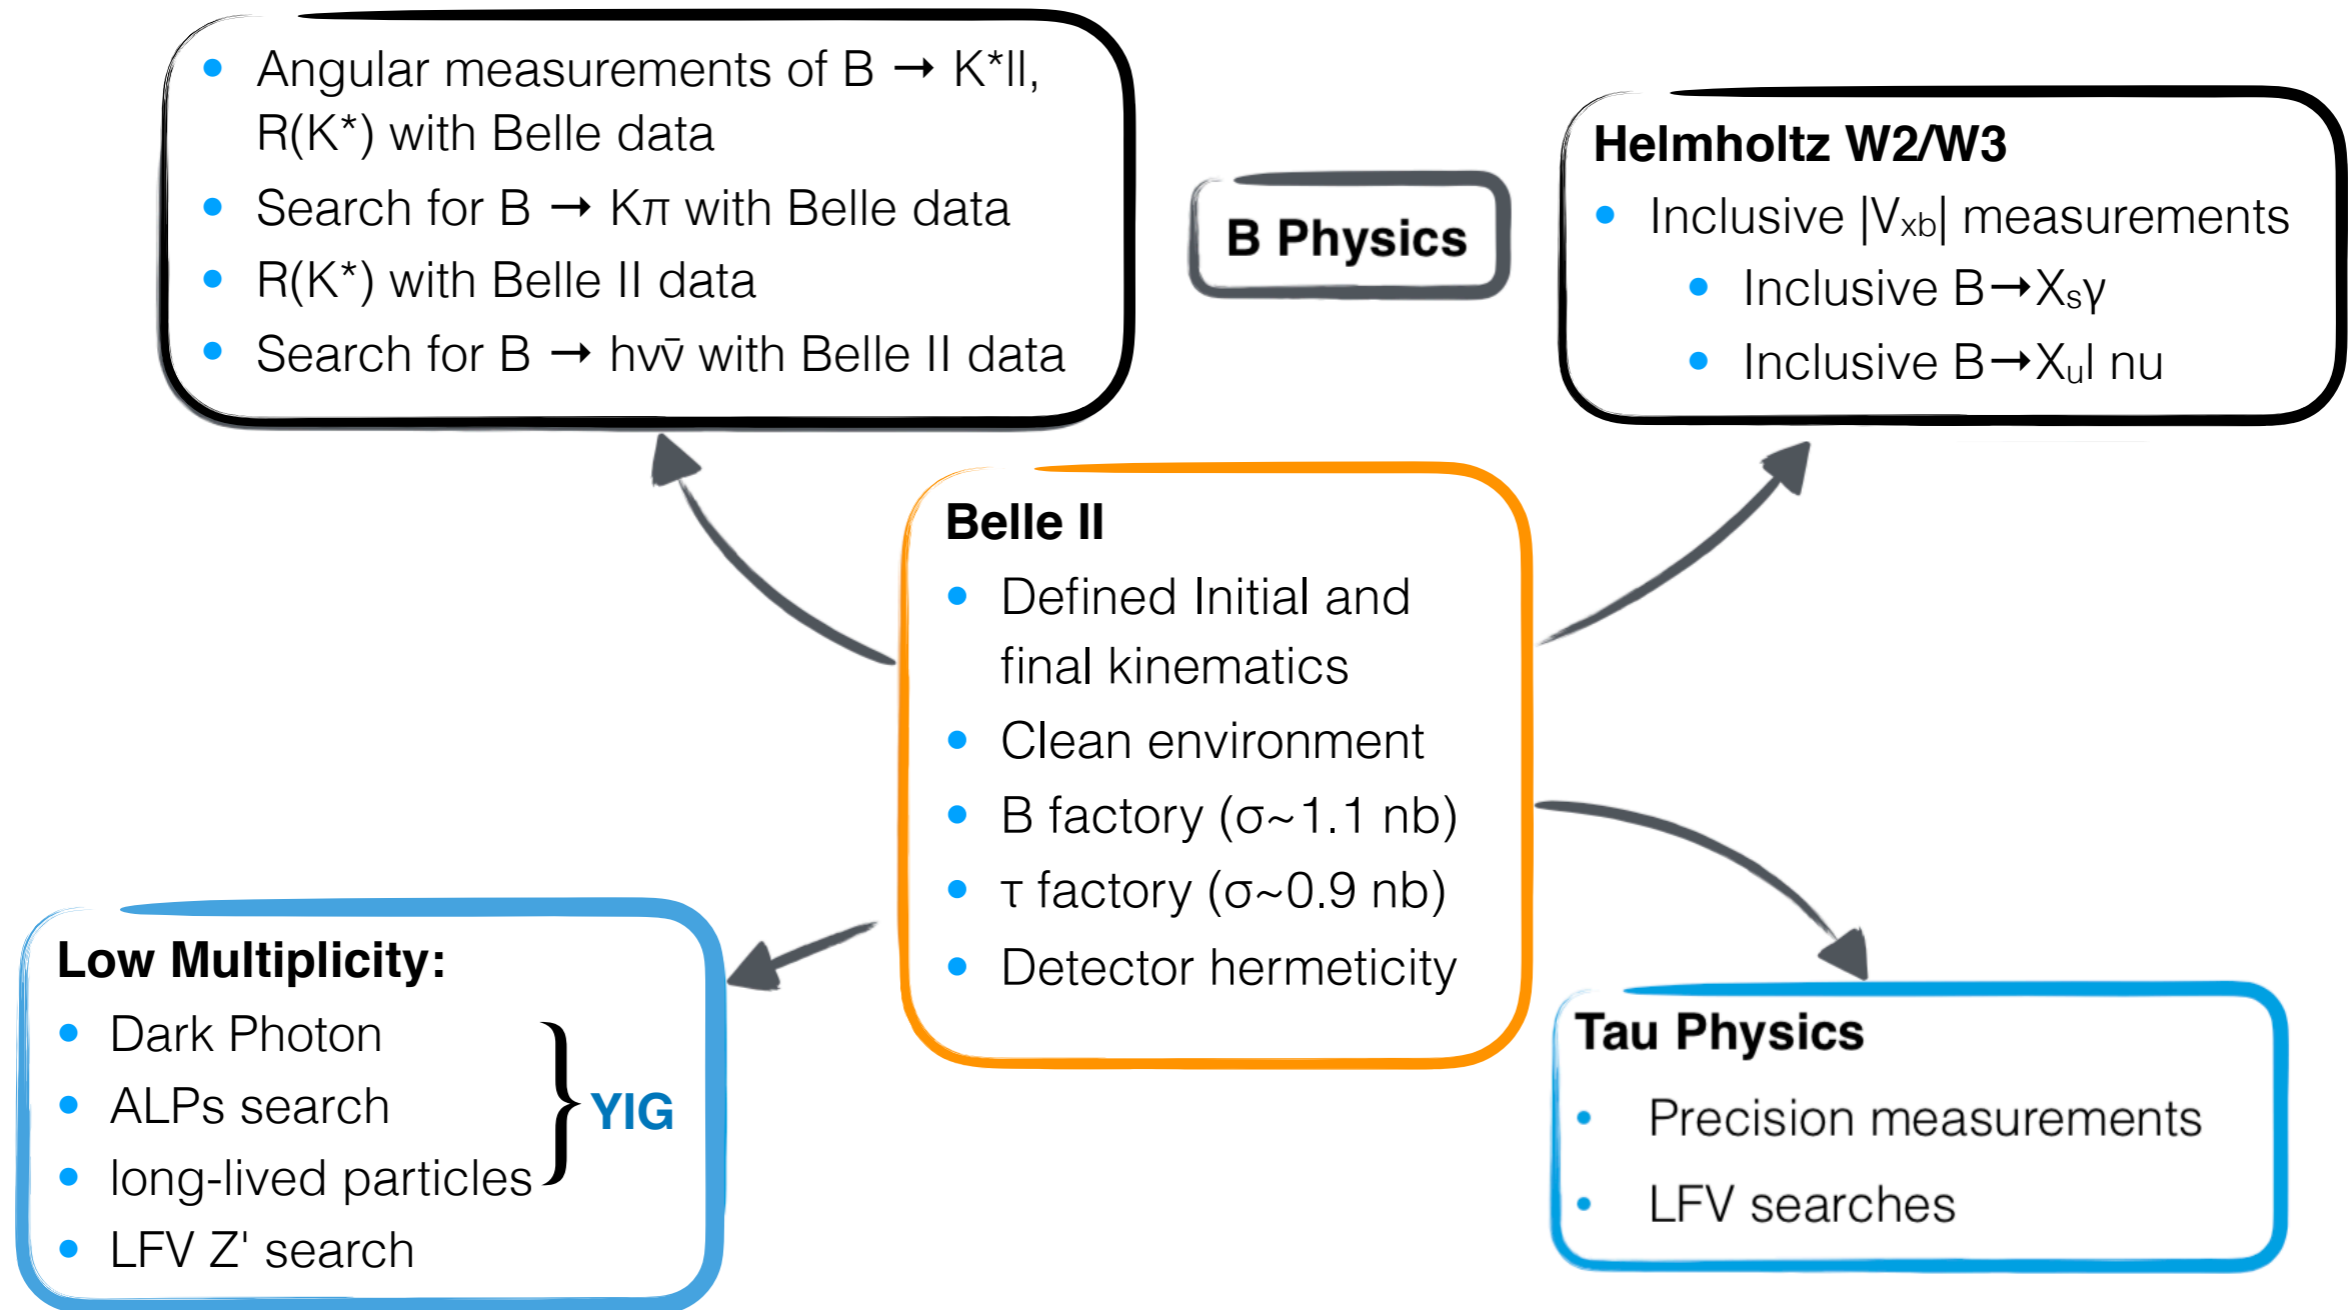 • Angular measurements of B → K*ll,
R(K*) with Belle data
• Search for B → Kπ with Belle data
• R(K*) with Belle II data
• Search for B → hνν̄ with Belle II data
B Physics
Helmholtz W2/W3
• Inclusive |Vxb| measurements
• Inclusive B→Xsγ
• Inclusive B→Xul nu
Belle II
• Defined Initial and
final kinematics
• Clean environment
• B factory (σ~1.1 nb)
• τ factory (σ~0.9 nb)
• Detector hermeticity
Low Multiplicity:
• Dark Photon
• ALPs search
• long-lived particles
• LFV Z' search
YIG
Tau Physics
• Precision measurements
• LFV searches